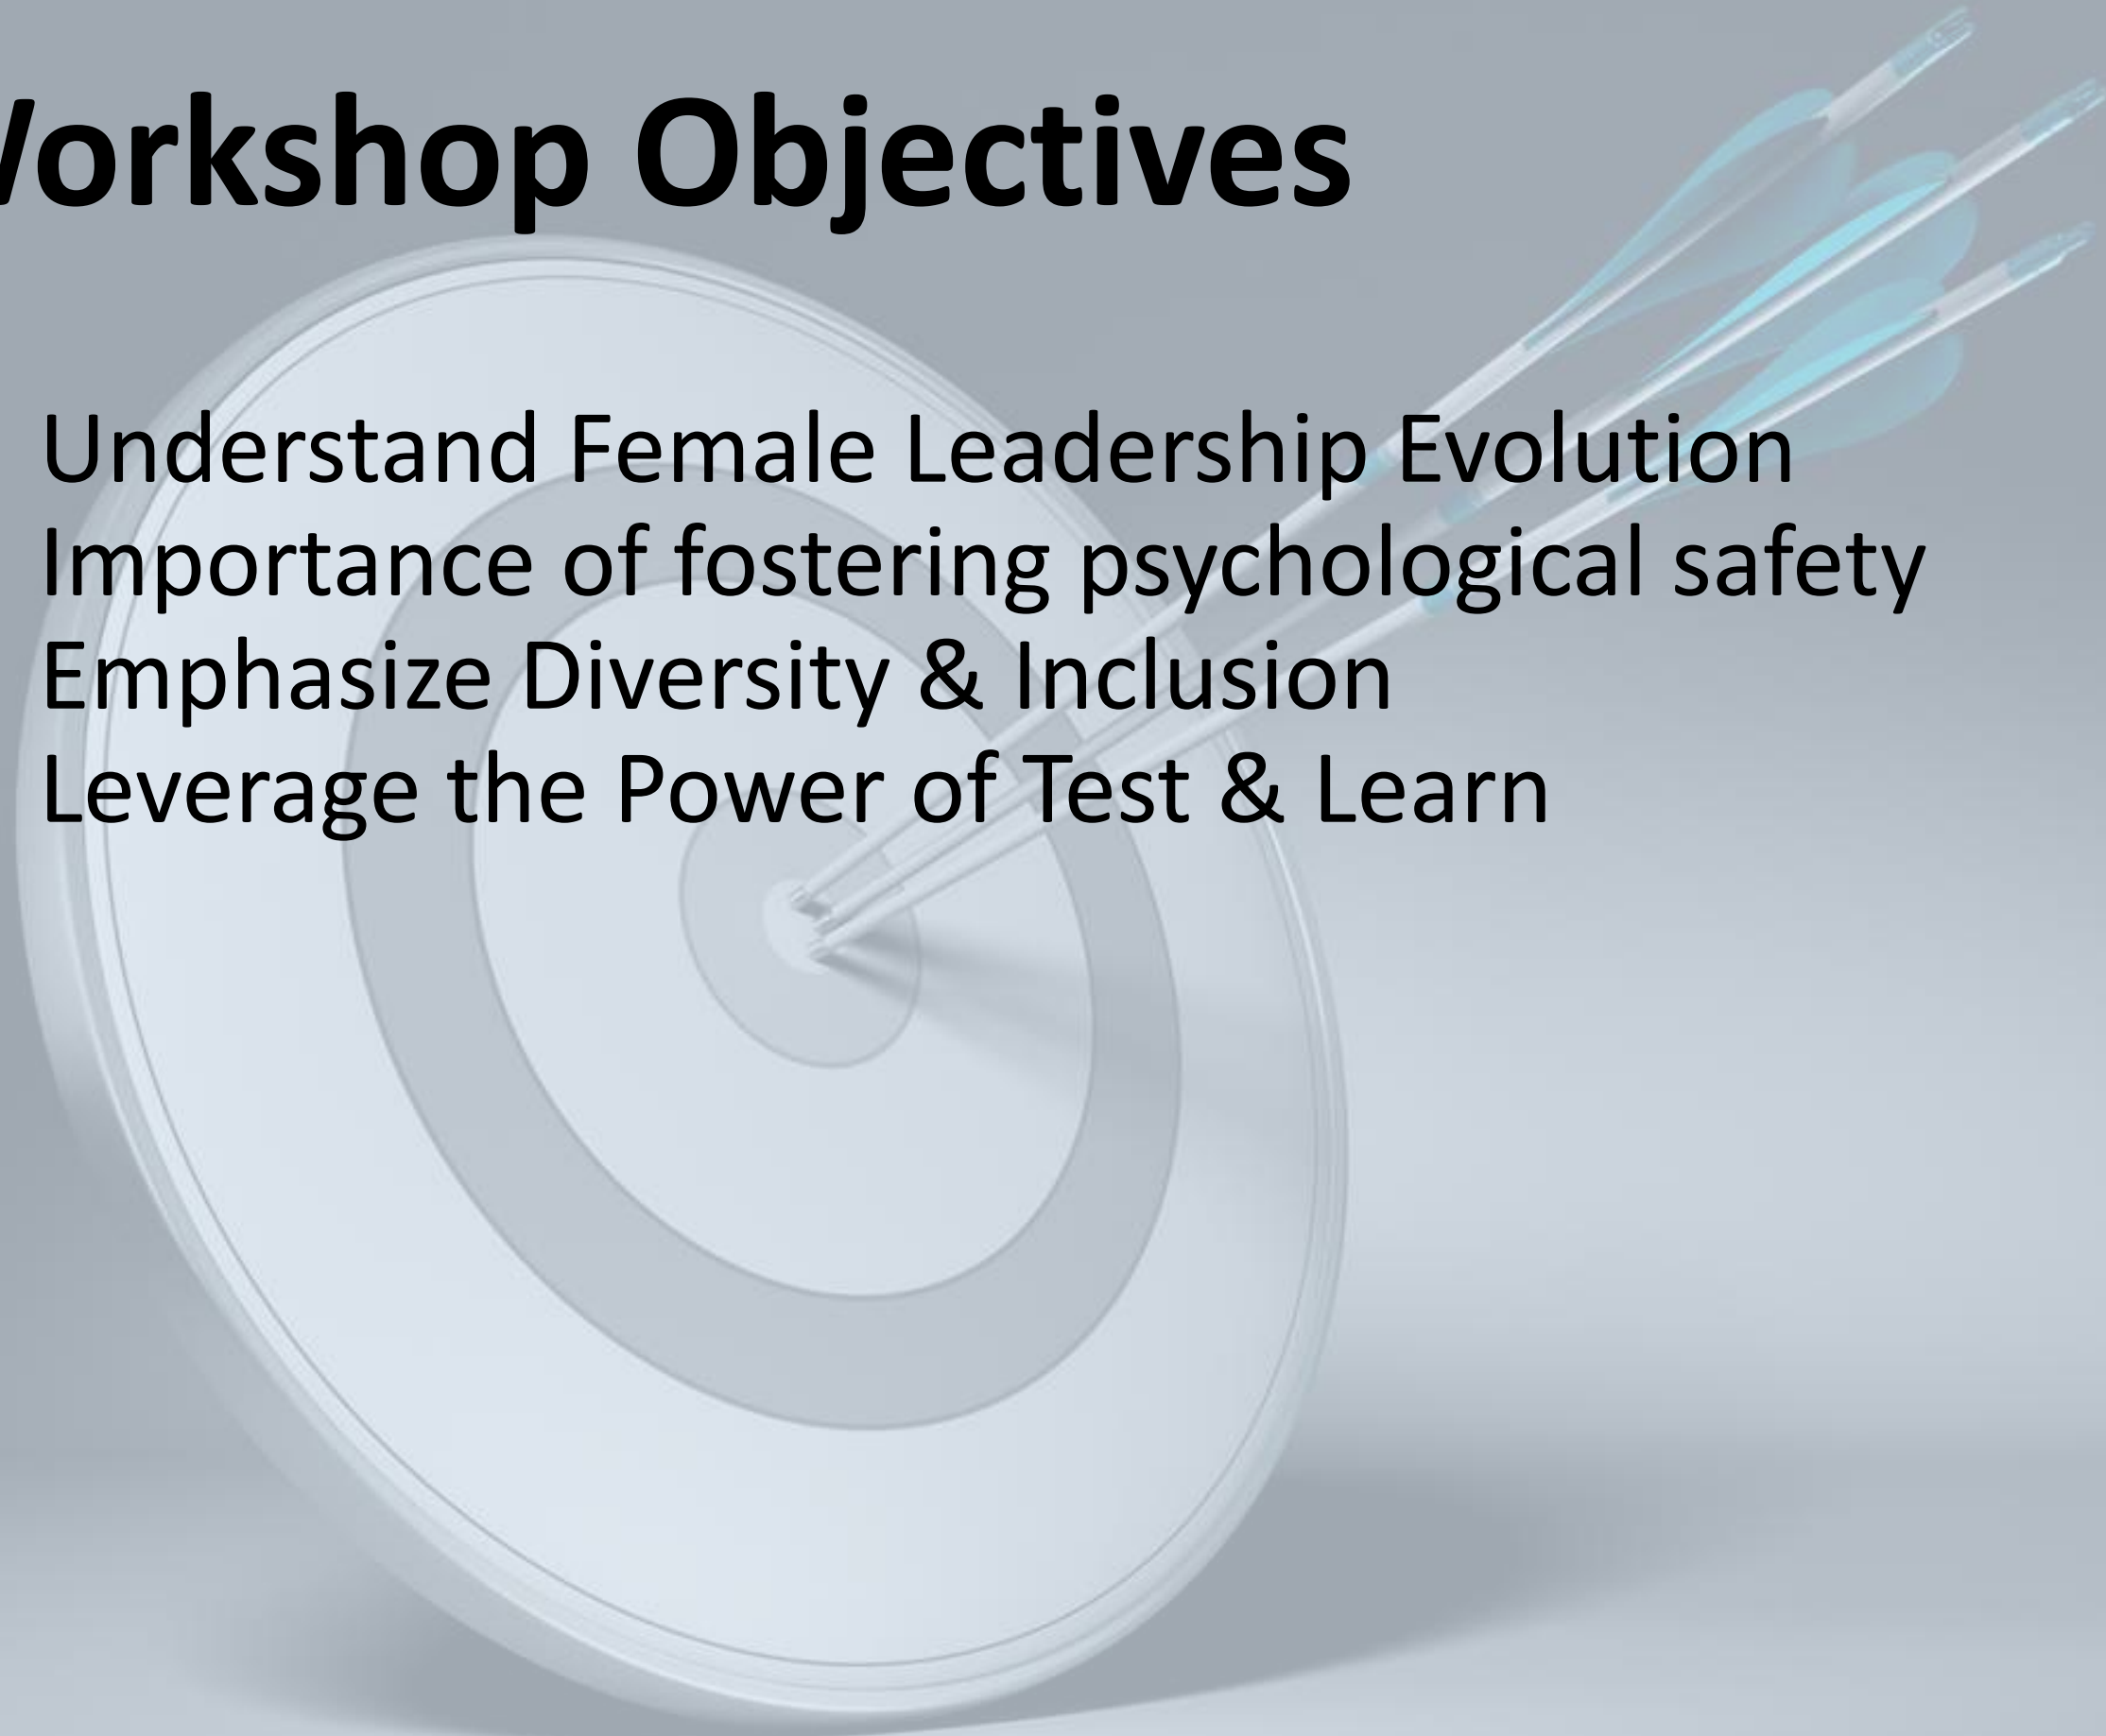 Workshop Objectives
Understand Female Leadership Evolution
Importance of fostering psychological safety
Emphasize Diversity & Inclusion
Leverage the Power of Test & Learn